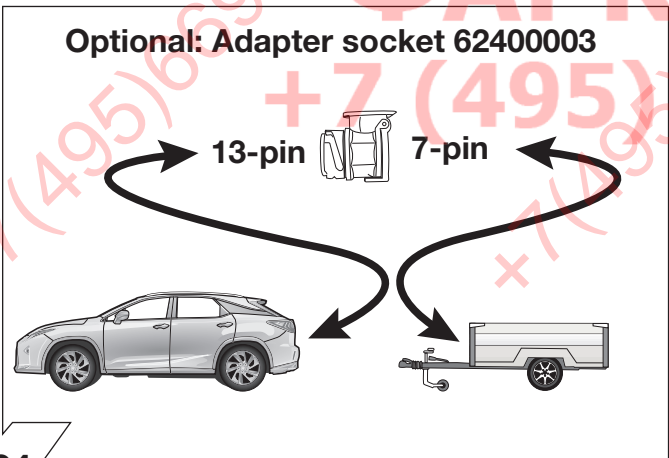 Optional: Adapter socket 62400003
+7 (495)
13-pin
7-pin